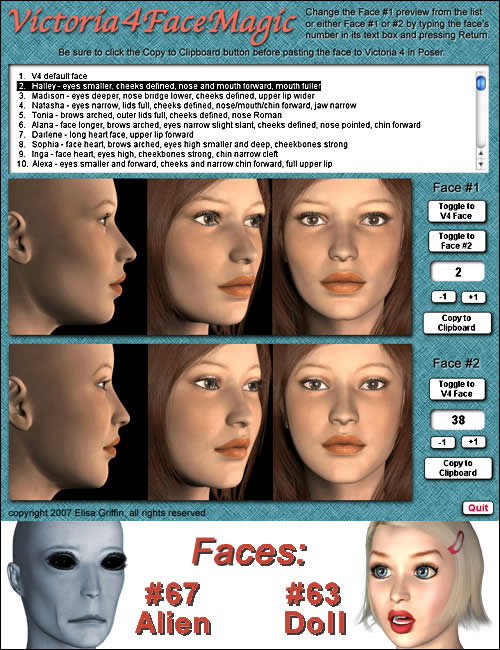 Victoria4FaceMagic
Change the Face #1 preview from the list
or either Face #1 or #2 by typing the face's
number in its text box and pressing Return.
Be sure to click the Copy to Clipboard button before pasting the face to Victoria 4 in Poser.
1. V4 default face
2. Hailey - eyes smaller, cheeks defined, nose and mouth forward, mouth fuller
3. Madison - eyes deeper, nose bridge lower, cheeks defined, upper lip wider
4. Natasha - eyes narrow, lids full, cheeks defined, nose/mouth/chin forward, jaw narrow
5. Tonia - brows arched, outer lids full, cheeks defined, nose Roman
6. Alana - face longer, brows arched, eyes narrow slight slant, cheeks defined, nose pointed, chin forward
7. Darlene - long heart face, upper lip forward
8. Sophia - face heart, brows arched, eyes high smaller and deep, cheekbones strong
9. Inga - face heart, eyes high, cheekbones strong, chin narrow cleft
10. Alexa - eyes smaller and forward, cheeks and narrow chin forward, full upper lip
Face #1
Toggle to
V4 Face
Toggle to
Face #2
2
-1 +1
Copy to
Clipboard
Face #2
Toggle to
V4 Face
38
-1 +1
Copy to
Clipboard
Quit
copyright 2007 Elisa Griffin, all rights reserved
Faces:
#67 #63
Alien Doll